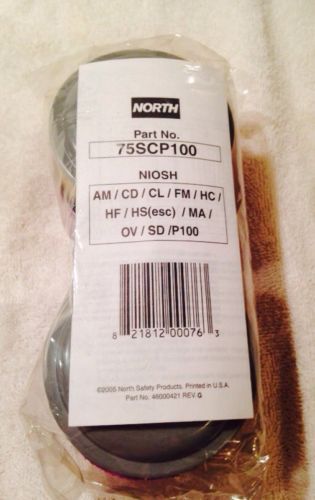 NORTH
Part No.
75SCP100
NIOSH
AM / CD / CL / FM / HC /
HF / HS(esc) / MA /
OV / SD /P100
8 21812 00076 3
©2005 North Safety Products. Printed in U.S.A.
Part No. 46000421 REV-G